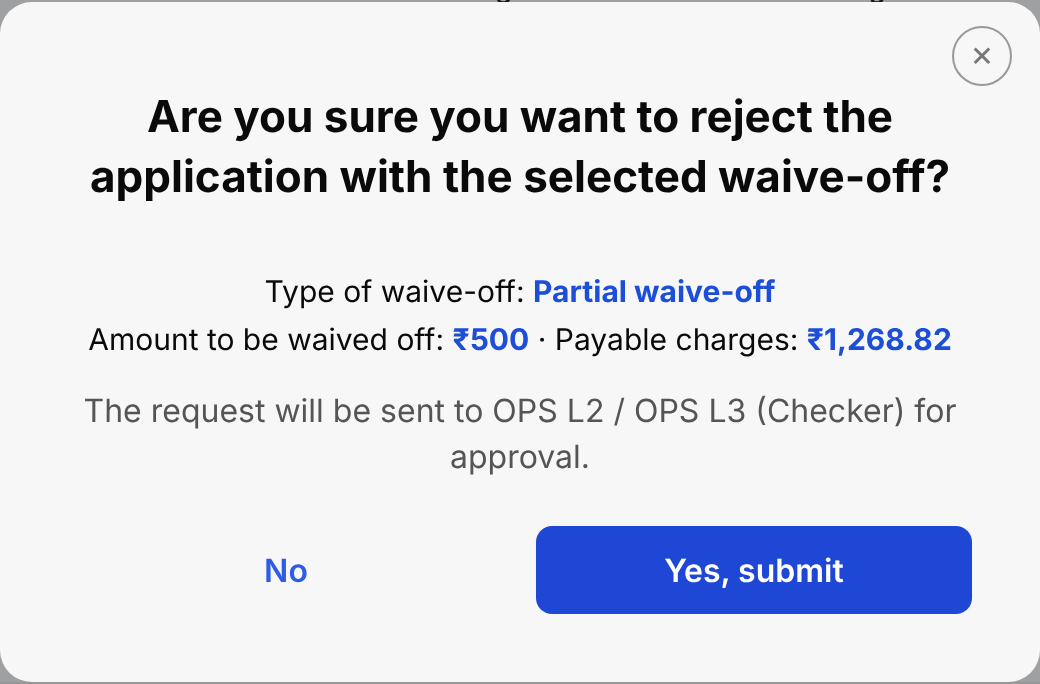 Are you sure you want to reject the
application with the selected waive-off?
Type of waive-off: Partial waive-off
Amount to be waived off: ₹500 · Payable charges: ₹1,268.82
The request will be sent to OPS L2 / OPS L3 (Checker) for
approval.
No
Yes, submit